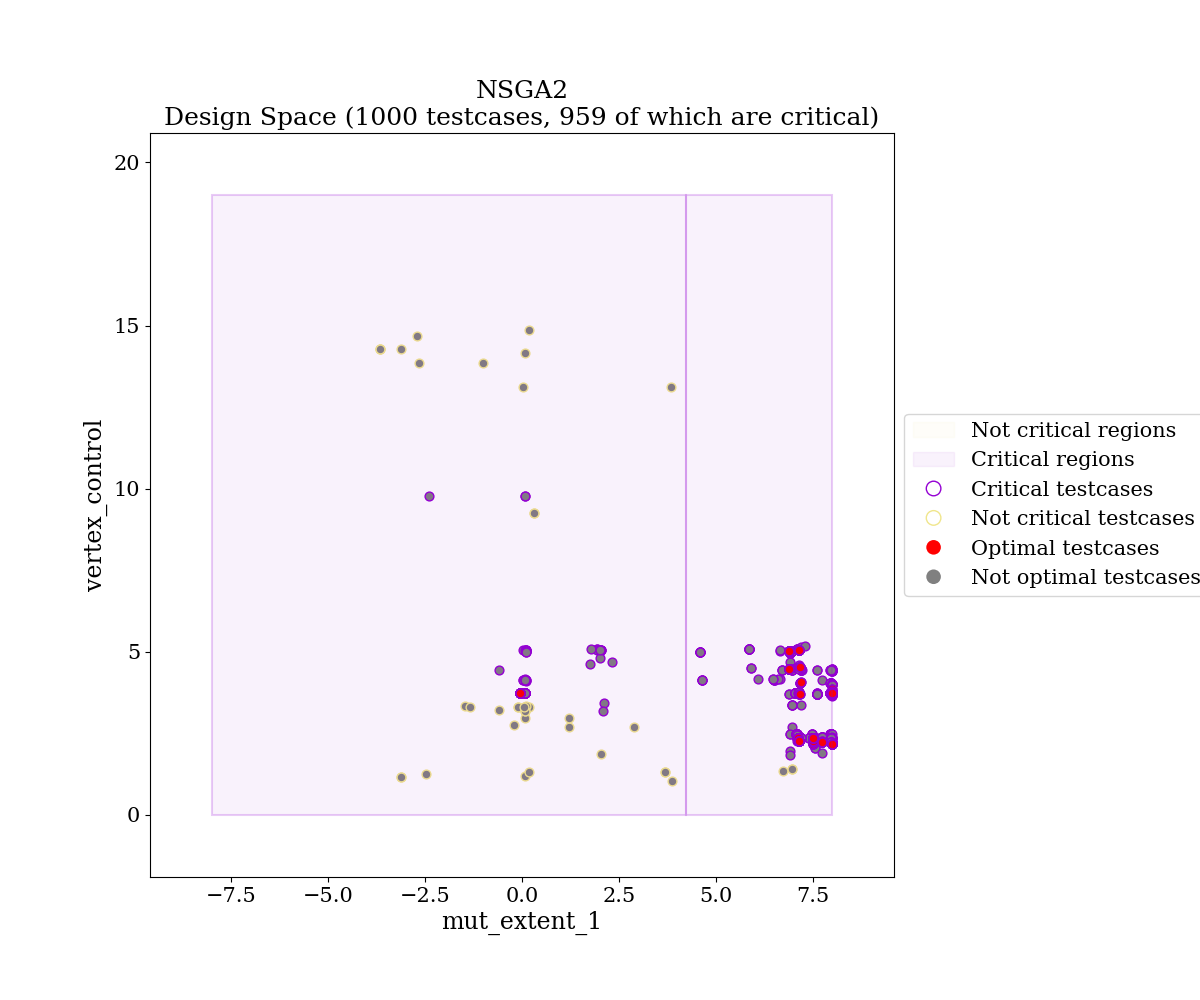 NSGA2
Design Space (1000 testcases, 959 of which are critical)
20
15
10
5
0
vertex_control
−7.5
−5.0
−2.5
0.0
2.5
5.0
7.5
mut_extent_1
Not critical regions
Critical regions
Critical testcases
Not critical testcases
Optimal testcases
Not optimal testcases